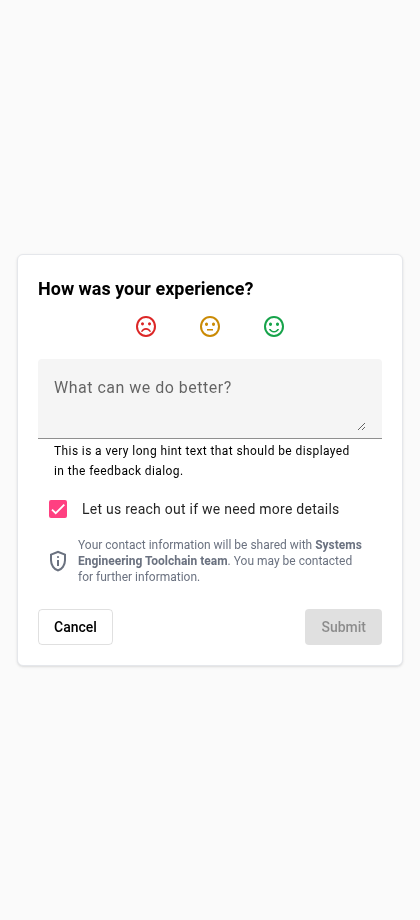 How was your experience?
What can we do better?
This is a very long hint text that should be displayed
in the feedback dialog.
Let us reach out if we need more details
Your contact information will be shared with Systems
Engineering Toolchain team. You may be contacted
for further information.
Cancel
Submit